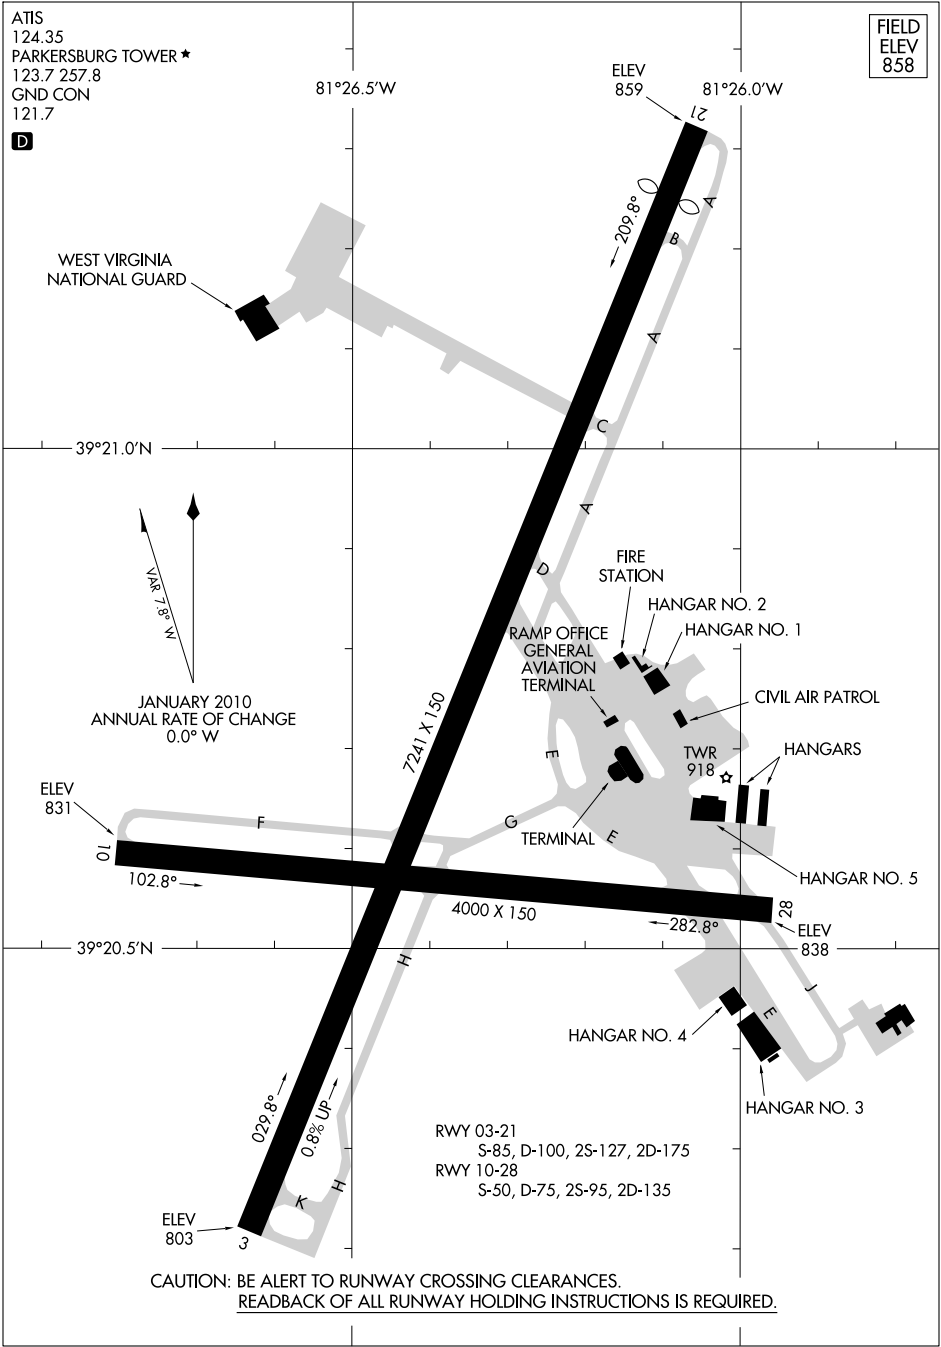 ATIS
124.35
PARKERSBURG TOWER ★
123.7 257.8
GND CON
121.7
D
FIELD
ELEV
858
81°26.5'W
ELEV
859
81°26.0'W
21
209.8°
A
B
WEST VIRGINIA
NATIONAL GUARD
A
C
39°21.0'N
A
VAR 7.8° W
JANUARY 2010
ANNUAL RATE OF CHANGE
0.0° W
D
FIRE
STATION
HANGAR NO. 2
HANGAR NO. 1
RAMP OFFICE
GENERAL
AVIATION
TERMINAL
CIVIL AIR PATROL
7241 X 150
E
TWR
918
HANGARS
ELEV
831
F
G
TERMINAL
E
10
102.8°
HANGAR NO. 5
4000 X 150
28
282.8°
ELEV
838
39°20.5'N
H
J
E
HANGAR NO. 4
HANGAR NO. 3
029.8°
0.8% UP
RWY 03-21
S-85, D-100, 2S-127, 2D-175
RWY 10-28
S-50, D-75, 2S-95, 2D-135
H
K
ELEV
803
3
CAUTION: BE ALERT TO RUNWAY CROSSING CLEARANCES.
READBACK OF ALL RUNWAY HOLDING INSTRUCTIONS IS REQUIRED.